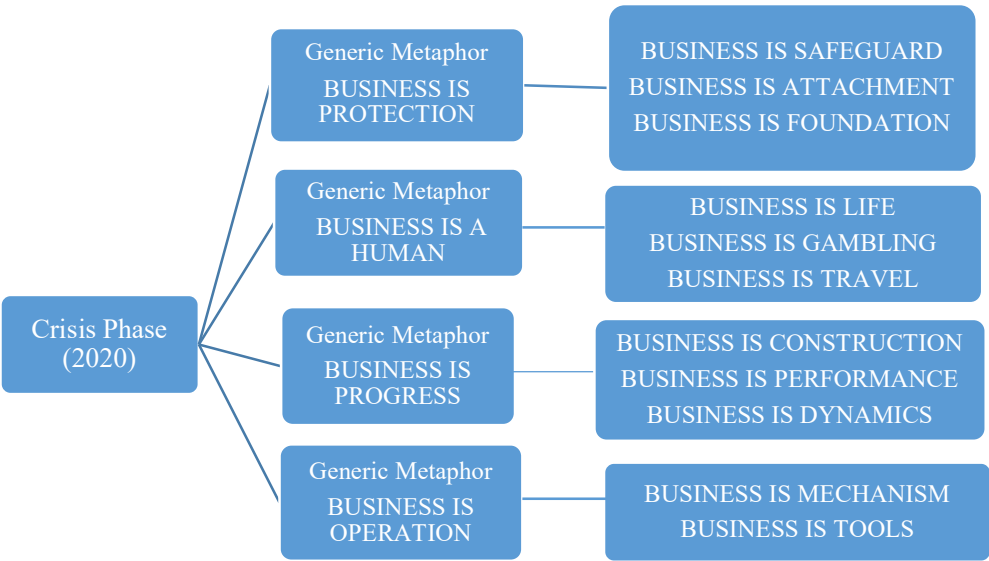 Crisis Phase
(2020)
Generic Metaphor
BUSINESS IS
PROTECTION
BUSINESS IS SAFEGUARD
BUSINESS IS ATTACHMENT
BUSINESS IS FOUNDATION
Generic Metaphor
BUSINESS IS A
HUMAN
BUSINESS IS LIFE
BUSINESS IS GAMBLING
BUSINESS IS TRAVEL
Generic Metaphor
BUSINESS IS
PROGRESS
BUSINESS IS CONSTRUCTION
BUSINESS IS PERFORMANCE
BUSINESS IS DYNAMICS
Generic Metaphor
BUSINESS IS
OPERATION
BUSINESS IS MECHANISM
BUSINESS IS TOOLS